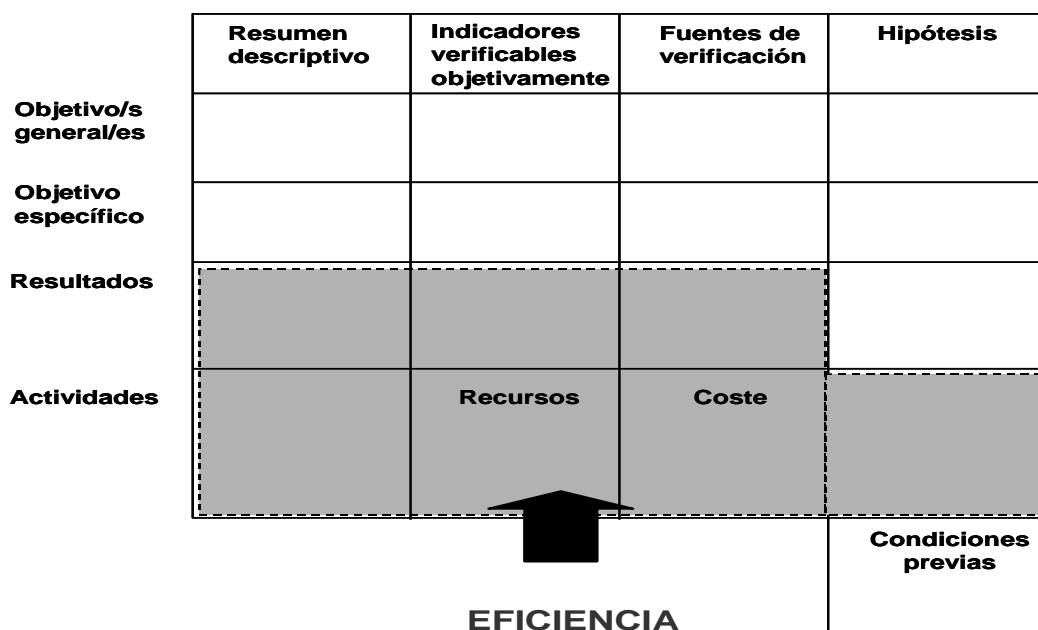 Resumen
descriptivo
Indicadores
verificables
objetivamente
Fuentes de
verificación
Hipótesis
Objetivo/s
general/es
Objetivo
específico
Resultados
Actividades
Recursos
Coste
Condiciones
previas
EFICIENCIA